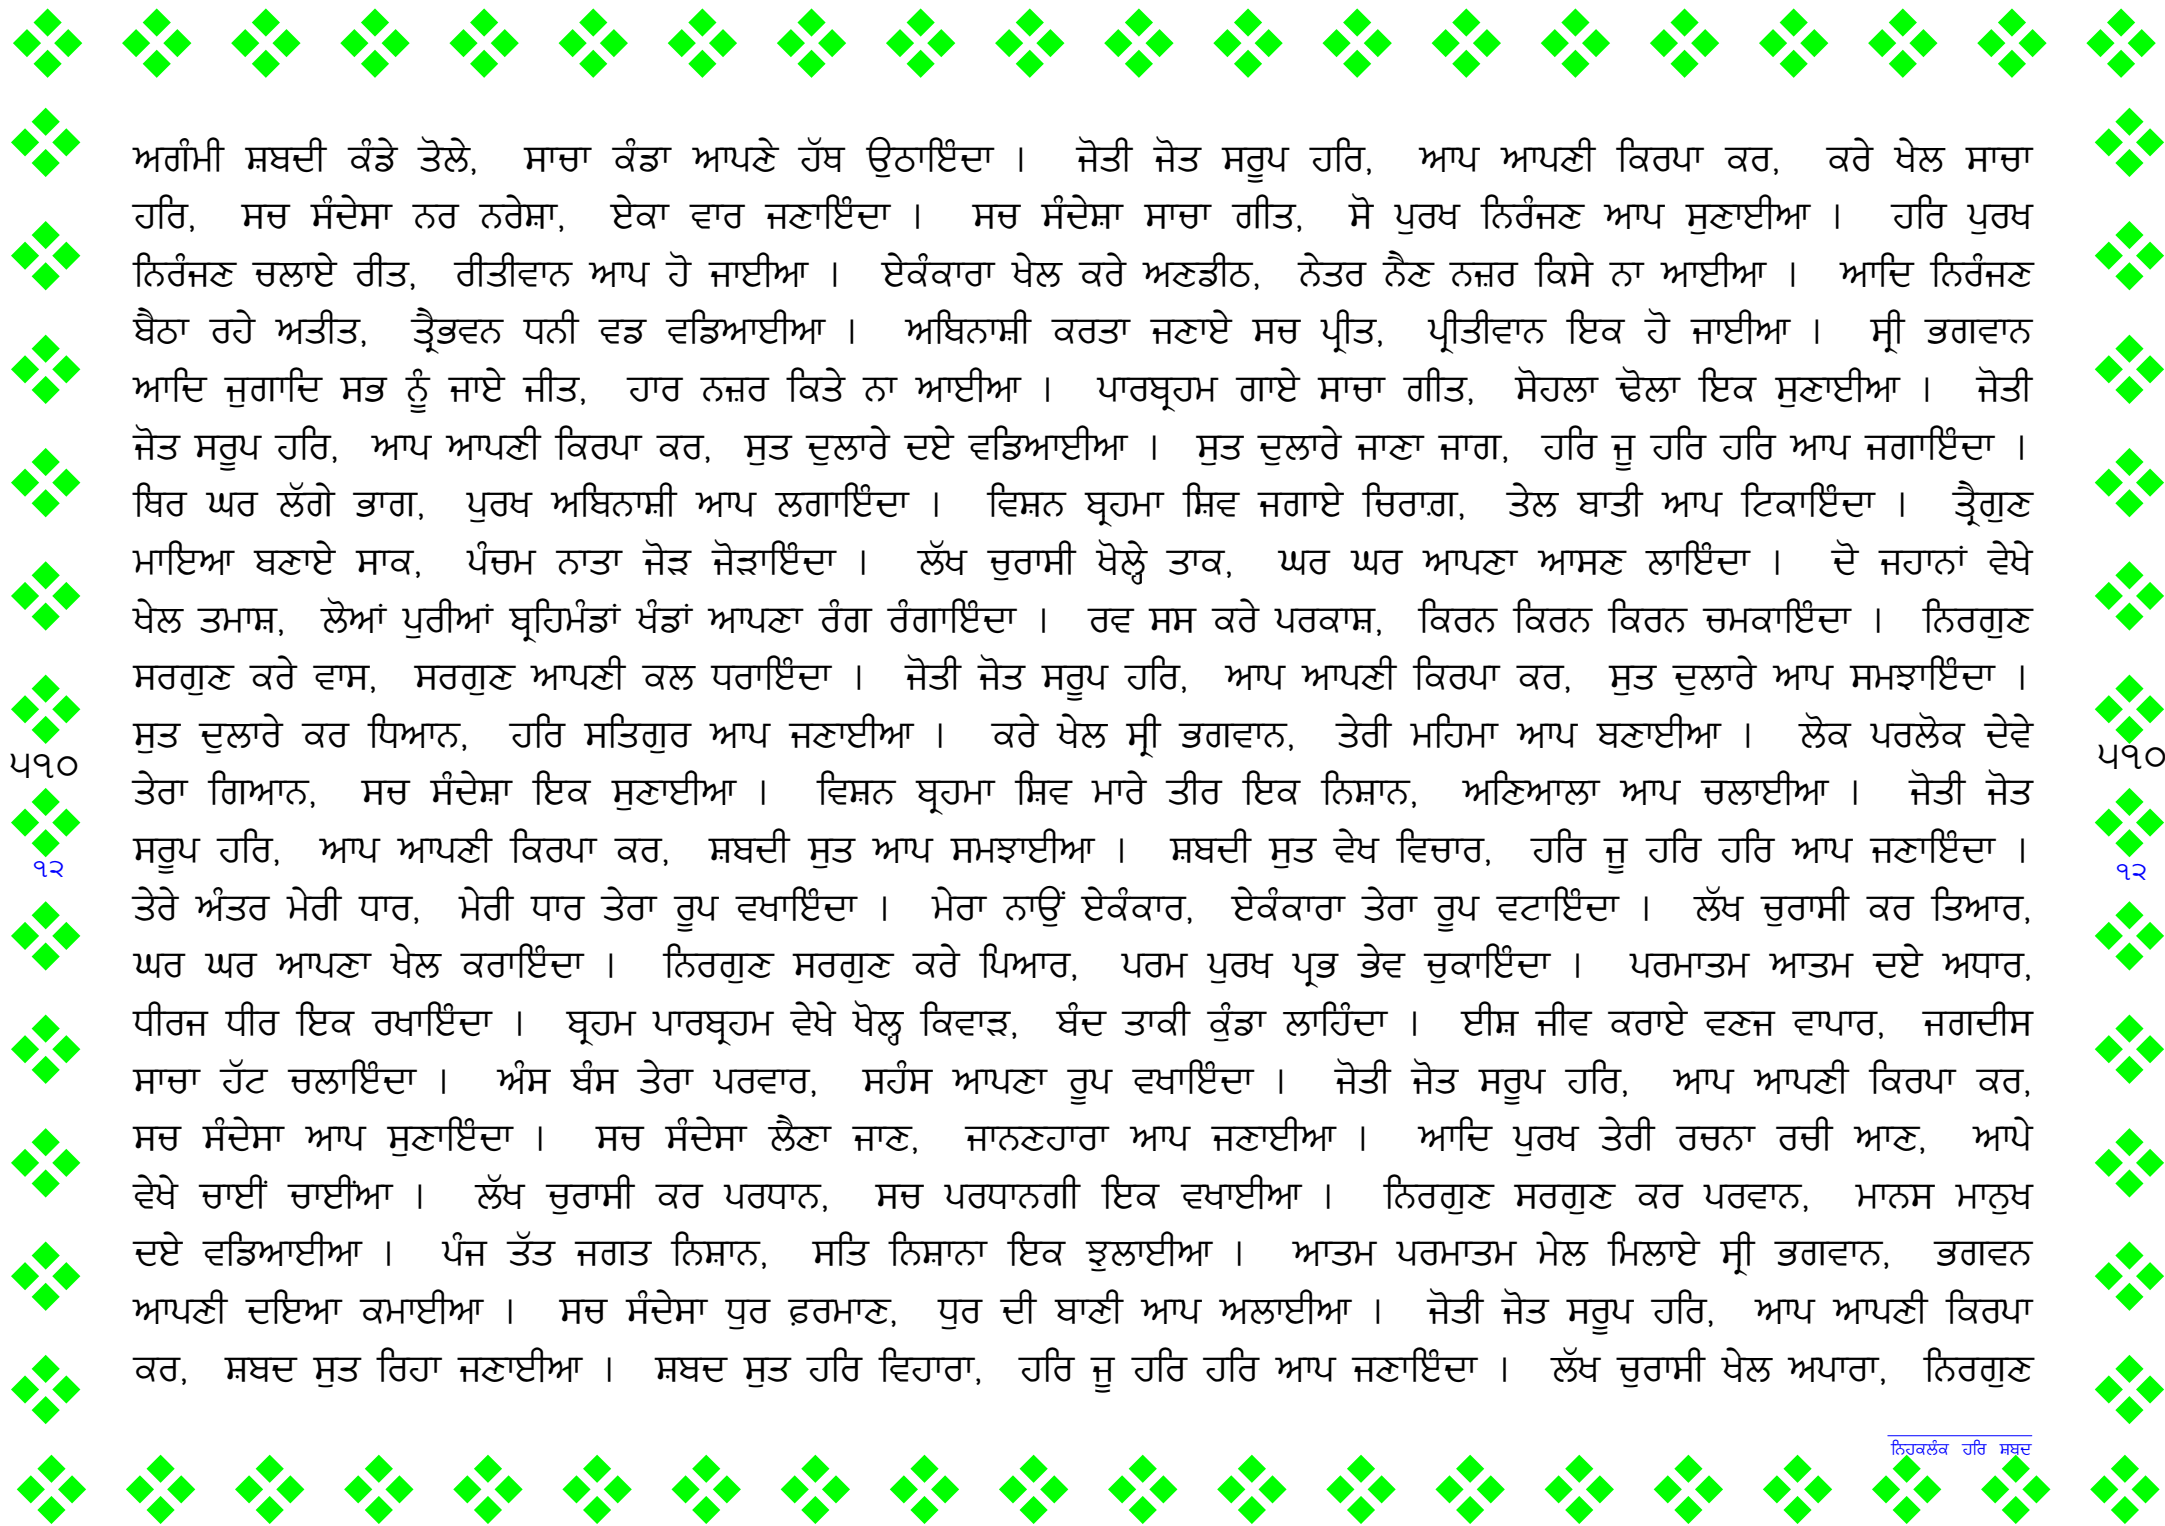 ਅਗੰਮੀ ਸ਼ਬਦੀ ਕੰਡੇ ਤੋਲੇ, ਸਾਚਾ ਕੰਡਾ ਆਪਣੇ ਹੱਥ ਉਠਾਇੰਦਾ । ਜੋਤੀ ਜੋਤ ਸਰੂਪ ਹਰਿ, ਆਪ ਆਪਣੀ ਕਿਰਪਾ ਕਰ, ਕਰੇ ਖੇਲ ਸਾਚਾ
ਹਰਿ, ਸਚ ਸੰਦੇਸਾ ਨਰ ਨਰੇਸ਼ਾ, ਏਕਾ ਵਾਰ ਜਣਾਇੰਦਾ । ਸਚ ਸੰਦੇਸ਼ਾ ਸਾਚਾ ਗੀਤ, ਸੋ ਪੁਰਖ ਨਿਰੰਜਣ ਆਪ ਸੁਣਾਈਆ । ਹਰਿ ਪੁਰਖ
ਨਿਰੰਜਣ ਚਲਾਏ ਰੀਤ, ਰੀਤੀਵਾਨ ਆਪ ਹੋ ਜਾਈਆ । ਏਕੰਕਾਰਾ ਖੇਲ ਕਰੇ ਅਣਡੀਠ, ਨੇਤਰ ਨੈਣ ਨਜ਼ਰ ਕਿਸੇ ਨਾ ਆਈਆ । ਆਦਿ ਨਿਰੰਜਣ
ਬੈਠਾ ਰਹੇ ਅਤੀਤ, ਤ੍ਰੈਭਵਨ ਧਨੀ ਵਡ ਵਡਿਆਈਆ । ਅਬਿਨਾਸ਼ੀ ਕਰਤਾ ਜਣਾਏ ਸਚ ਪ੍ਰੀਤ, ਪ੍ਰੀਤੀਵਾਨ ਇਕ ਹੋ ਜਾਈਆ । ਸ੍ਰੀ ਭਗਵਾਨ
ਆਦਿ ਜੁਗਾਦਿ ਸਭ ਨੂੰ ਜਾਏ ਜੀਤ, ਹਾਰ ਨਜ਼ਰ ਕਿਤੇ ਨਾ ਆਈਆ । ਪਾਰਬ੍ਰਹਮ ਗਾਏ ਸਾਚਾ ਗੀਤ, ਸੋਹਲਾ ਢੋਲਾ ਇਕ ਸੁਣਾਈਆ । ਜੋਤੀ
ਜੋਤ ਸਰੂਪ ਹਰਿ, ਆਪ ਆਪਣੀ ਕਿਰਪਾ ਕਰ, ਸੁਤ ਦੁਲਾਰੇ ਦਏ ਵਡਿਆਈਆ । ਸੁਤ ਦੁਲਾਰੇ ਜਾਣਾ ਜਾਗ, ਹਰਿ ਜੂ ਹਰਿ ਹਰਿ ਆਪ ਜਗਾਇੰਦਾ ।
ਥਿਰ ਘਰ ਲੱਗੇ ਭਾਗ, ਪੁਰਖ ਅਬਿਨਾਸ਼ੀ ਆਪ ਲਗਾਇੰਦਾ । ਵਿਸ਼ਨ ਬ੍ਰਹਮਾ ਸ਼ਿਵ ਜਗਾਏ ਚਿਰਾਗ਼, ਤੇਲ ਬਾਤੀ ਆਪ ਟਿਕਾਇੰਦਾ । ਤ੍ਰੈਗੁਣ
ਮਾਇਆ ਬਣਾਏ ਸਾਕ, ਪੰਚਮ ਨਾਤਾ ਜੋੜ ਜੋੜਾਇੰਦਾ । ਲੱਖ ਚੁਰਾਸੀ ਖੋਲ੍ਹੇ ਤਾਕ, ਘਰ ਘਰ ਆਪਣਾ ਆਸਣ ਲਾਇੰਦਾ । ਦੋ ਜਹਾਨਾਂ ਵੇਖੇ
ਖੇਲ ਤਮਾਸ਼, ਲੋਆਂ ਪੁਰੀਆਂ ਬ੍ਰਹਿਮੰਡਾਂ ਖੰਡਾਂ ਆਪਣਾ ਰੰਗ ਰੰਗਾਇੰਦਾ । ਰਵ ਸਸ ਕਰੇ ਪਰਕਾਸ਼, ਕਿਰਨ ਕਿਰਨ ਕਿਰਨ ਚਮਕਾਇੰਦਾ । ਨਿਰਗੁਣ
ਸਰਗੁਣ ਕਰੇ ਵਾਸ, ਸਰਗੁਣ ਆਪਣੀ ਕਲ ਧਰਾਇੰਦਾ । ਜੋਤੀ ਜੋਤ ਸਰੂਪ ਹਰਿ, ਆਪ ਆਪਣੀ ਕਿਰਪਾ ਕਰ, ਸੁਤ ਦੁਲਾਰੇ ਆਪ ਸਮਝਾਇੰਦਾ ।
ਸੁਤ ਦੁਲਾਰੇ ਕਰ ਧਿਆਨ, ਹਰਿ ਸਤਿਗੁਰ ਆਪ ਜਣਾਈਆ । ਕਰੇ ਖੇਲ ਸ੍ਰੀ ਭਗਵਾਨ, ਤੇਰੀ ਮਹਿਮਾ ਆਪ ਬਣਾਈਆ । ਲੋਕ ਪਰਲੋਕ ਦੇਵੇ
ਤੇਰਾ ਗਿਆਨ, ਸਚ ਸੰਦੇਸ਼ਾ ਇਕ ਸੁਣਾਈਆ । ਵਿਸ਼ਨ ਬ੍ਰਹਮਾ ਸ਼ਿਵ ਮਾਰੇ ਤੀਰ ਇਕ ਨਿਸ਼ਾਨ, ਅਣਿਆਲਾ ਆਪ ਚਲਾਈਆ । ਜੋਤੀ ਜੋਤ
ਸਰੂਪ ਹਰਿ, ਆਪ ਆਪਣੀ ਕਿਰਪਾ ਕਰ, ਸ਼ਬਦੀ ਸੁਤ ਆਪ ਸਮਝਾਈਆ । ਸ਼ਬਦੀ ਸੁਤ ਵੇਖ ਵਿਚਾਰ, ਹਰਿ ਜੂ ਹਰਿ ਹਰਿ ਆਪ ਜਣਾਇੰਦਾ ।
ਤੇਰੇ ਅੰਤਰ ਮੇਰੀ ਧਾਰ, ਮੇਰੀ ਧਾਰ ਤੇਰਾ ਰੂਪ ਵਖਾਇੰਦਾ । ਮੇਰਾ ਨਾਉਂ ਏਕੰਕਾਰ, ਏਕੰਕਾਰਾ ਤੇਰਾ ਰੂਪ ਵਟਾਇੰਦਾ । ਲੱਖ ਚੁਰਾਸੀ ਕਰ ਤਿਆਰ,
ਘਰ ਘਰ ਆਪਣਾ ਖੇਲ ਕਰਾਇੰਦਾ । ਨਿਰਗੁਣ ਸਰਗੁਣ ਕਰੇ ਪਿਆਰ, ਪਰਮ ਪੁਰਖ ਪ੍ਰਭ ਭੇਵ ਚੁਕਾਇੰਦਾ । ਪਰਮਾਤਮ ਆਤਮ ਦਏ ਅਧਾਰ,
ਧੀਰਜ ਧੀਰ ਇਕ ਰਖਾਇੰਦਾ । ਬ੍ਰਹਮ ਪਾਰਬ੍ਰਹਮ ਵੇਖੇ ਖੋਲ੍ਹ ਕਿਵਾੜ, ਬੰਦ ਤਾਕੀ ਕੁੰਡਾ ਲਾਹਿੰਦਾ । ਈਸ਼ ਜੀਵ ਕਰਾਏ ਵਣਜ ਵਾਪਾਰ, ਜਗਦੀਸ
ਸਾਚਾ ਹੱਟ ਚਲਾਇੰਦਾ । ਅੰਸ ਬੰਸ ਤੇਰਾ ਪਰਵਾਰ, ਸਹੰਸ ਆਪਣਾ ਰੂਪ ਵਖਾਇੰਦਾ । ਜੋਤੀ ਜੋਤ ਸਰੂਪ ਹਰਿ, ਆਪ ਆਪਣੀ ਕਿਰਪਾ ਕਰ,
ਸਚ ਸੰਦੇਸਾ ਆਪ ਸੁਣਾਇੰਦਾ । ਸਚ ਸੰਦੇਸਾ ਲੈਣਾ ਜਾਣ, ਜਾਨਣਹਾਰਾ ਆਪ ਜਣਾਈਆ । ਆਦਿ ਪੁਰਖ ਤੇਰੀ ਰਚਨਾ ਰਚੀ ਆਣ, ਆਪੇ
ਵੇਖੇ ਚਾਈਂ ਚਾਈਂਆ । ਲੱਖ ਚੁਰਾਸੀ ਕਰ ਪਰਧਾਨ, ਸਚ ਪਰਧਾਨਗੀ ਇਕ ਵਖਾਈਆ । ਨਿਰਗੁਣ ਸਰਗੁਣ ਕਰ ਪਰਵਾਨ, ਮਾਨਸ ਮਾਨੁਖ
ਦਏ ਵਡਿਆਈਆ । ਪੰਜ ਤੱਤ ਜਗਤ ਨਿਸ਼ਾਨ, ਸਤਿ ਨਿਸ਼ਾਨਾ ਇਕ ਝੁਲਾਈਆ । ਆਤਮ ਪਰਮਾਤਮ ਮੇਲ ਮਿਲਾਏ ਸ੍ਰੀ ਭਗਵਾਨ, ਭਗਵਨ
ਆਪਣੀ ਦਇਆ ਕਮਾਈਆ । ਸਚ ਸੰਦੇਸਾ ਧੁਰ ਫ਼ਰਮਾਣ, ਧੁਰ ਦੀ ਬਾਣੀ ਆਪ ਅਲਾਈਆ । ਜੋਤੀ ਜੋਤ ਸਰੂਪ ਹਰਿ, ਆਪ ਆਪਣੀ ਕਿਰਪਾ
ਕਰ, ਸ਼ਬਦ ਸੁਤ ਰਿਹਾ ਜਣਾਈਆ । ਸ਼ਬਦ ਸੁਤ ਹਰਿ ਵਿਹਾਰਾ, ਹਰਿ ਜੂ ਹਰਿ ਹਰਿ ਆਪ ਜਣਾਇੰਦਾ । ਲੱਖ ਚੁਰਾਸੀ ਖੇਲ ਅਪਾਰਾ, ਨਿਰਗੁਣ
੫੧੦
੫੧੦
੧੨
੧੨
ਨਿਹਕਲੰਕ ਹਰਿ ਸ਼ਬਦ